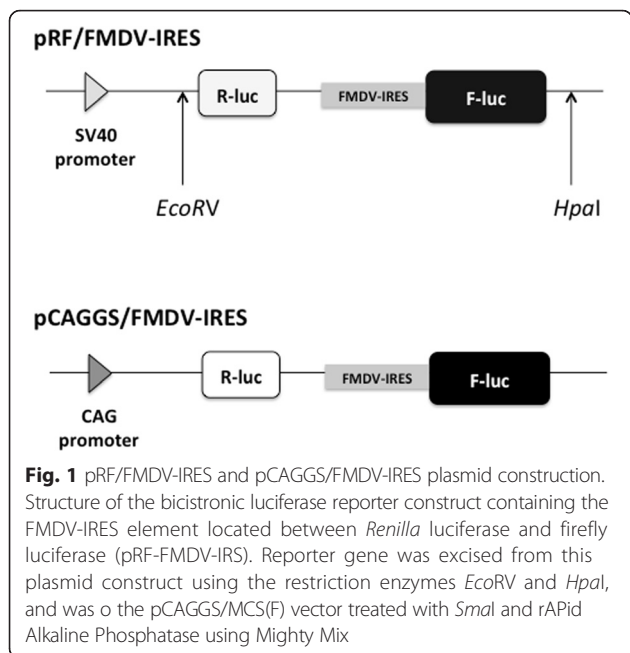 pRF/FMDV-IRES
R-luc
FMDV-IRES
F-luc
SV40
promoter
EcoRV
HpaI
pCAGGS/FMDV-IRES
R-luc
FMDV-IRES
F-luc
CAG
promoter
Fig. 1 pRF/FMDV-IRES and pCAGGS/FMDV-IRES plasmid construction.
Structure of the bicistronic luciferase reporter construct containing the
FMDV-IRES element located between Renilla luciferase and firefly
luciferase (pRF-FMDV-IRS). Reporter gene was excised from this
plasmid construct using the restriction enzymes EcoRV and HpaI,
and was o the pCAGGS/MCS(F) vector treated with SmaI and rAPid
Alkaline Phosphatase using Mighty Mix